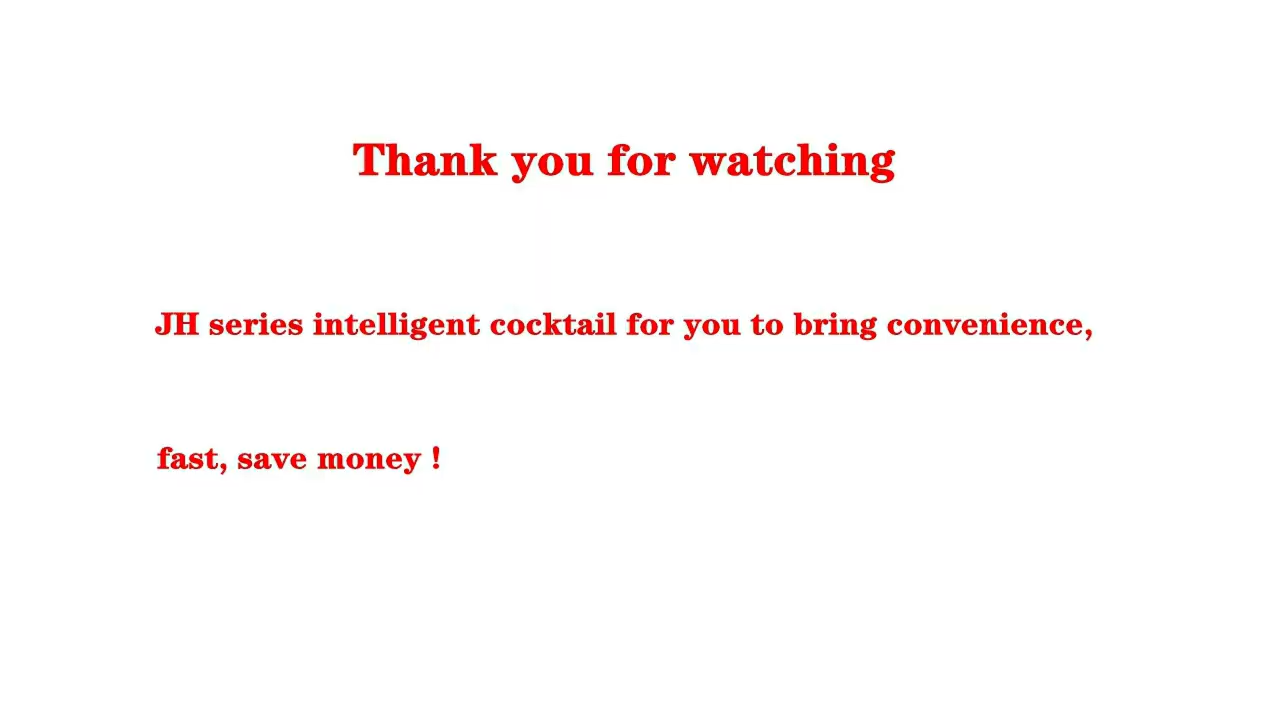 Thank you for watching
JH series intelligent cocktail for you to bring convenience,
fast, save money !